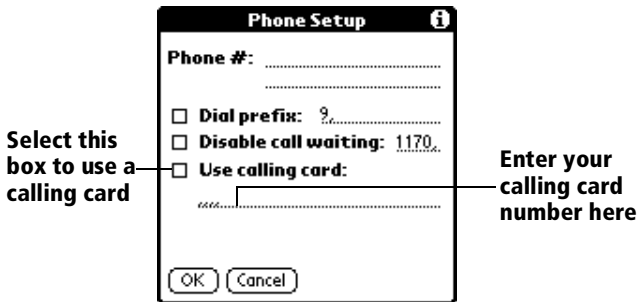 Phone Setup
Phone #:
Dial prefix: 9,
Disable call waiting: 1170,
Use calling card:
,,,,
OK Cancel
Select this
box to use a
calling card
Enter your
calling card
number here